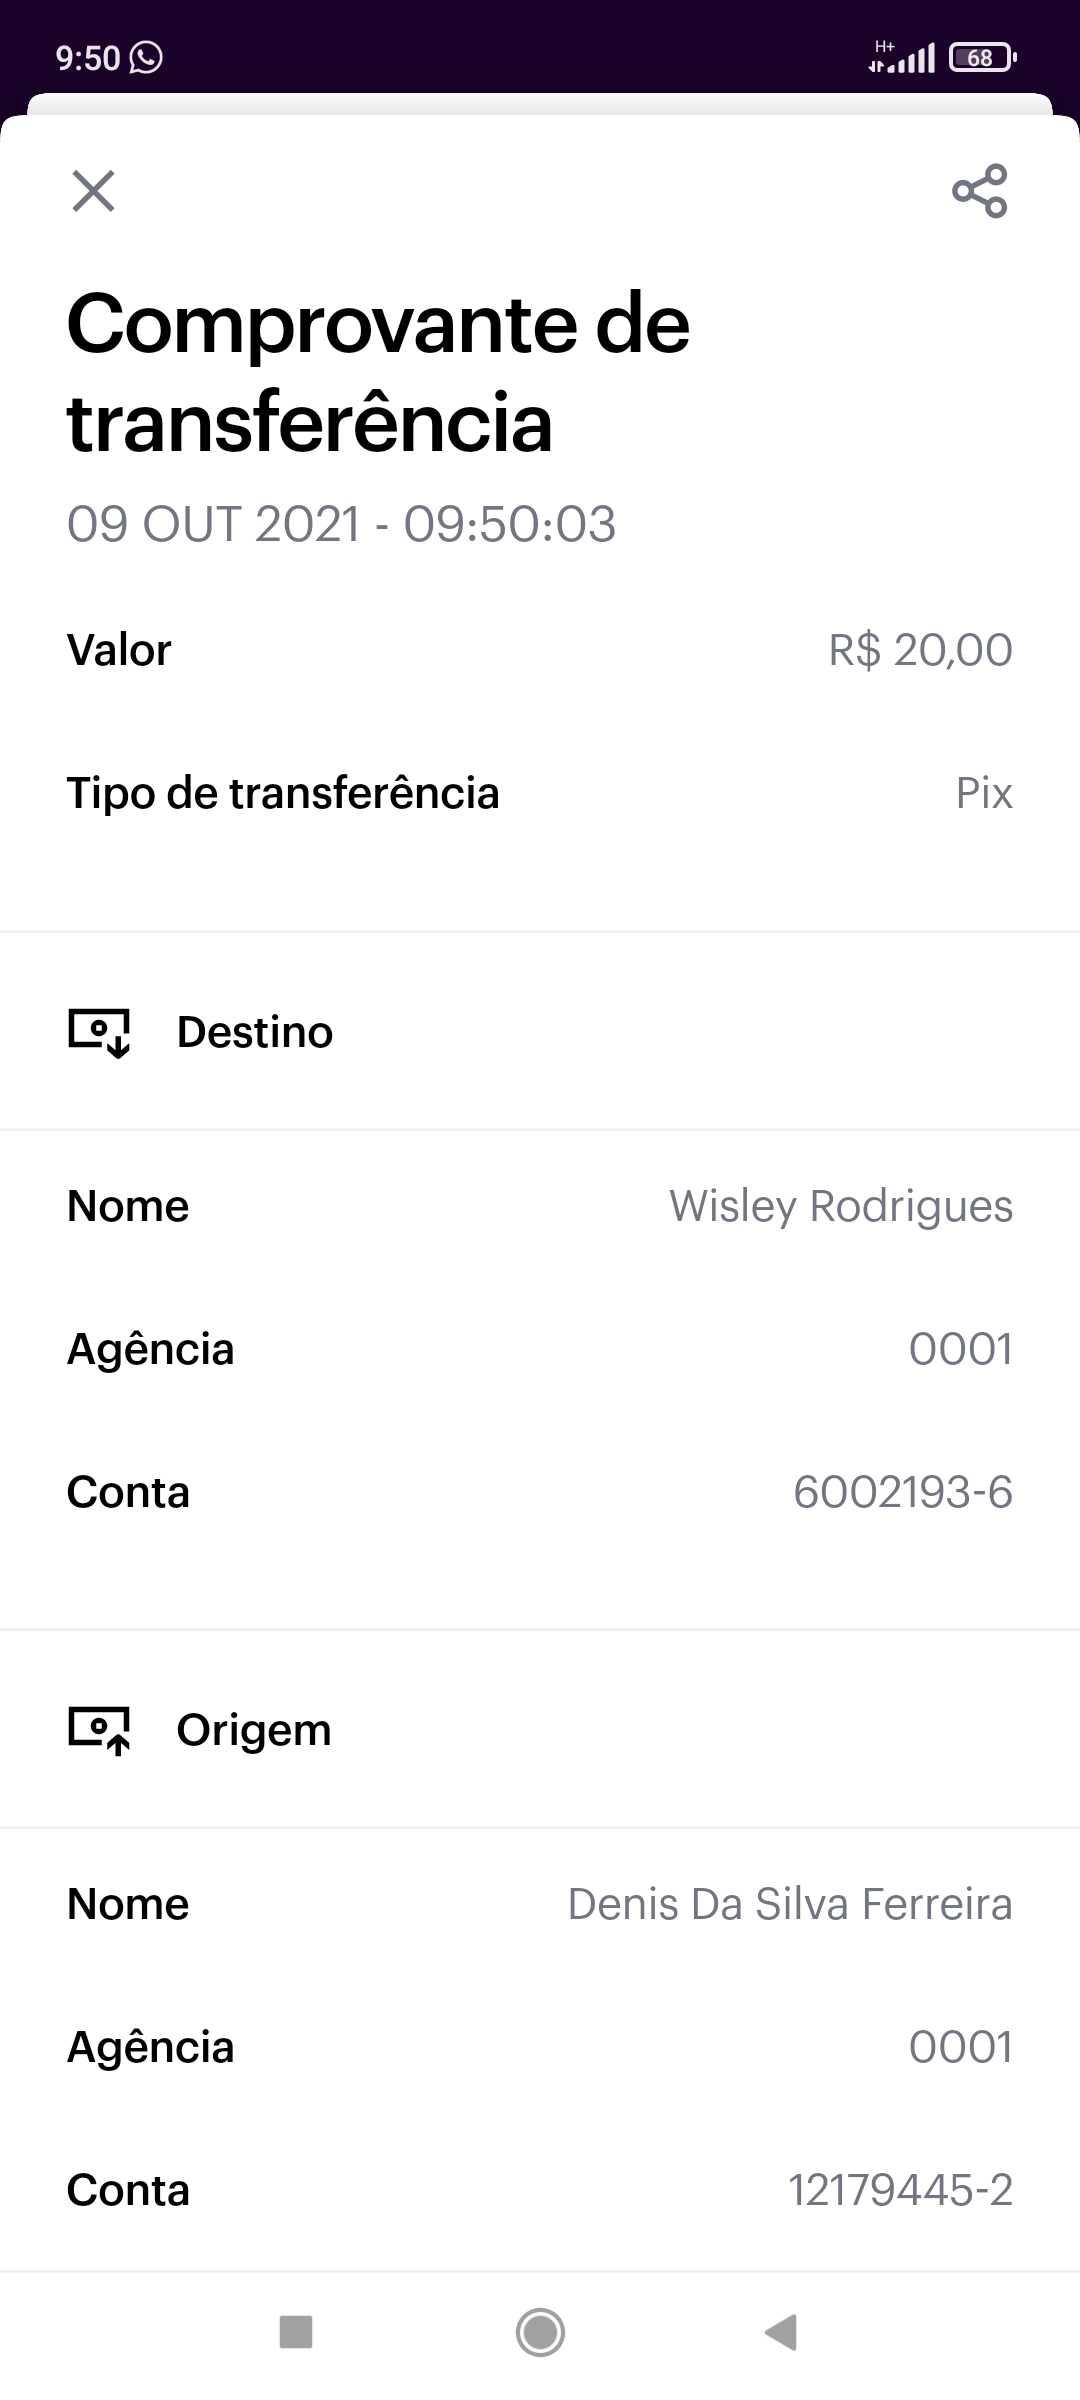 9:50
H+
68
Comprovante de
transferência
09 OUT 2021 - 09:50:03
Valor R$ 20,00
Tipo de transferência Pix
Destino
Nome Wisley Rodrigues
Agência 0001
Conta 6002193-6
Origem
Nome Denis Da Silva Ferreira
Agência 0001
Conta 12179445-2